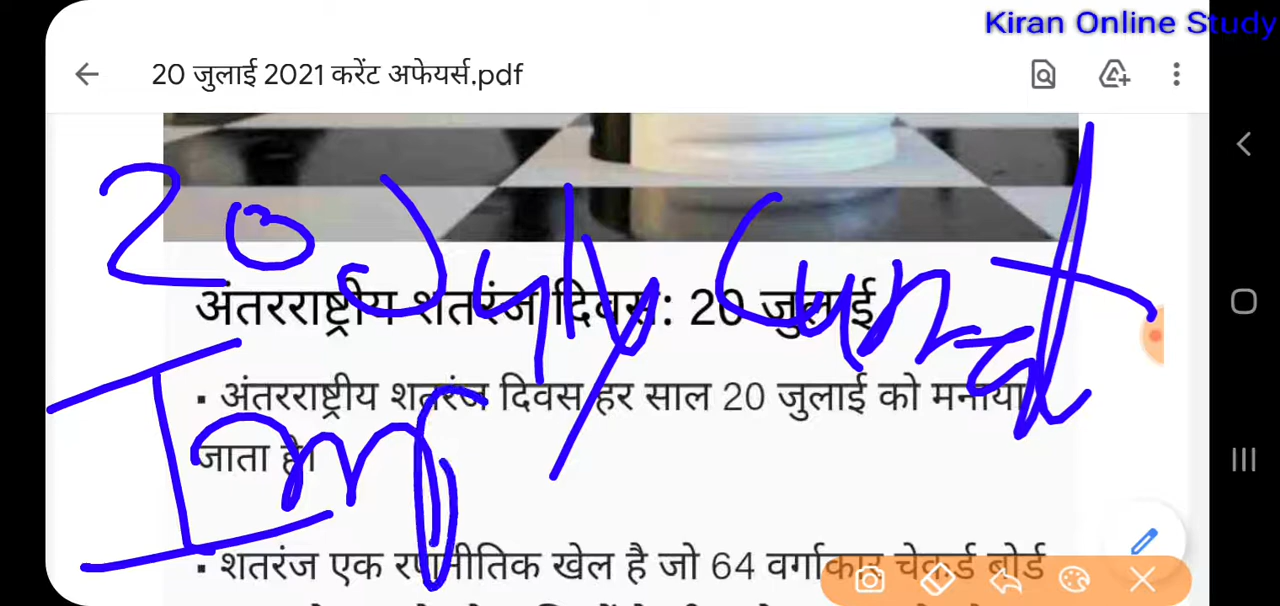 Kiran Online Study
20 जुलाई 2021 करेंट अफेयर्स.pdf
20 July Current
अंतरराष्ट्रीय शतरंज दिवस: 20 जुलाई
Imp
▪ अंतरराष्ट्रीय शतरंज दिवस हर साल 20 जुलाई को मनाया
जाता है।
▪ शतरंज एक रणनीतिक खेल है जो 64 वर्गाकार चेकर्ड बोर्ड